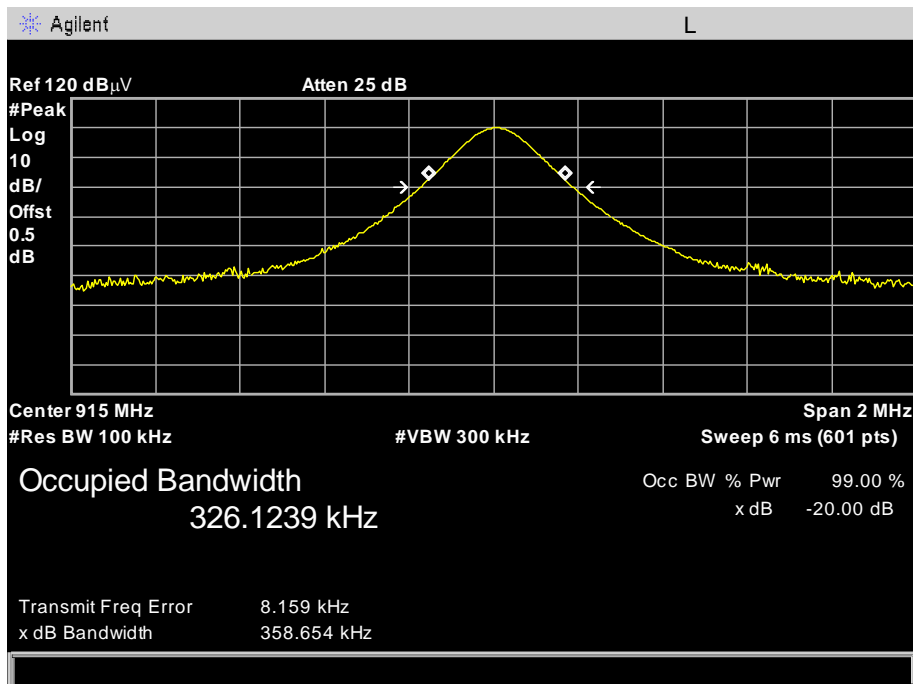 Agilent L
Ref 120 dBµV Atten 25 dB
#Peak
Log
10
dB/
Offst
0.5
dB
Center 915 MHz Span 2 MHz
#Res BW 100 kHz #VBW 300 kHz Sweep 6 ms (601 pts)
Occupied Bandwidth Occ BW % Pwr 99.00 %
326.1239 kHz x dB -20.00 dB
Transmit Freq Error 8.159 kHz
x dB Bandwidth 358.654 kHz